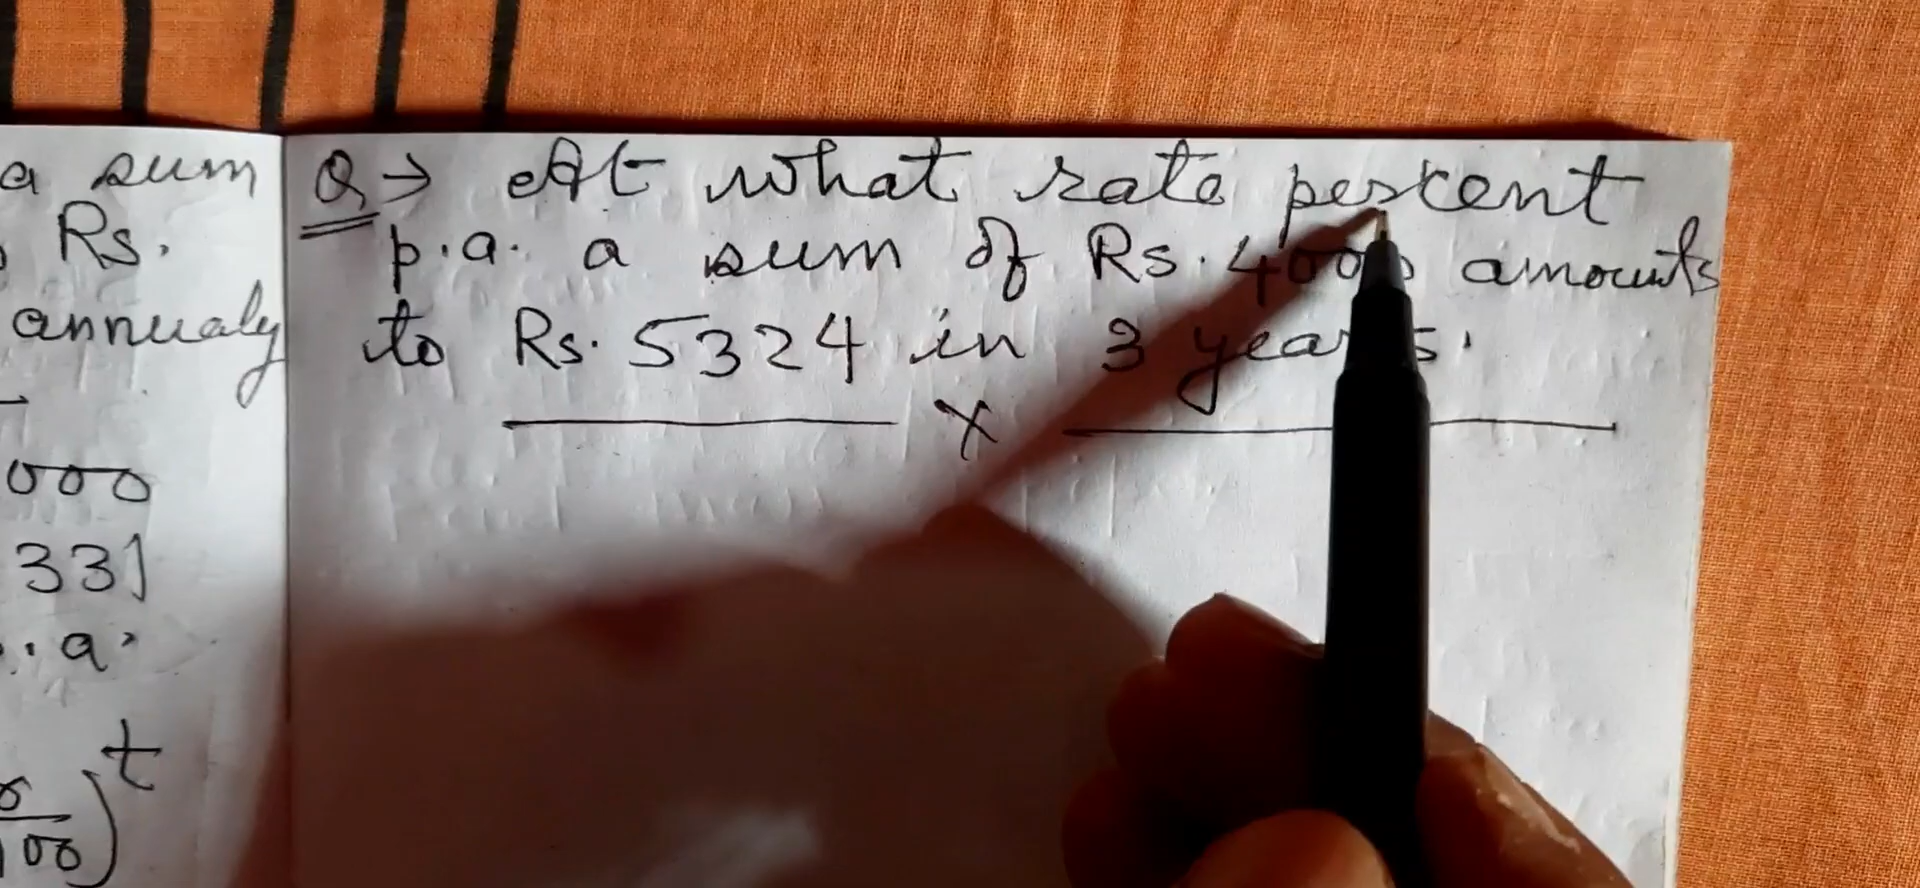 a sum
Rs.
annualy
000
331
.a.
t
100
Q → At what rate percent
p.a. a sum of Rs. 4000 amounts
to Rs. 5324 in 3 years.
x